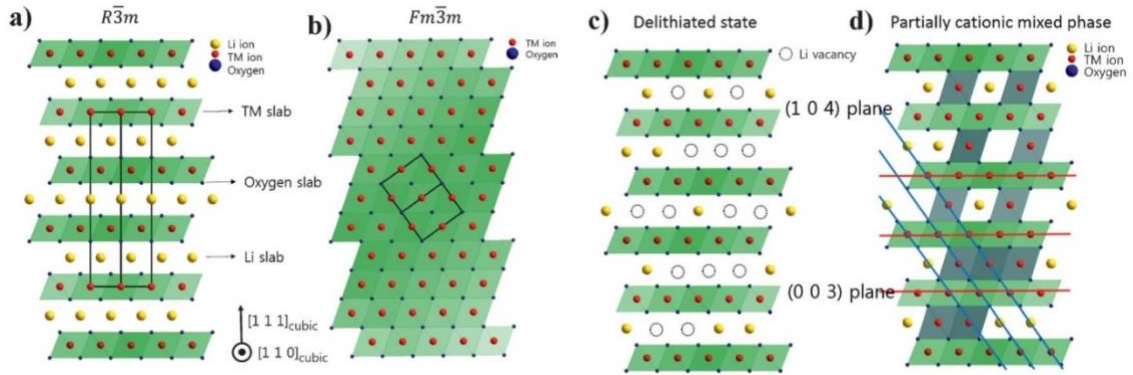 a)
R3̅m
Li ion
TM ion
Oxygen
TM slab
Oxygen slab
Li slab
[1 1 1]cubic
[1 1 0]cubic
b)
Fm3̅m
TM ion
Oxygen
c)
Delithiated state
Li vacancy
d)
Partially cationic mixed phase
Li ion
TM ion
Oxygen
(1 0 4) plane
(0 0 3) plane